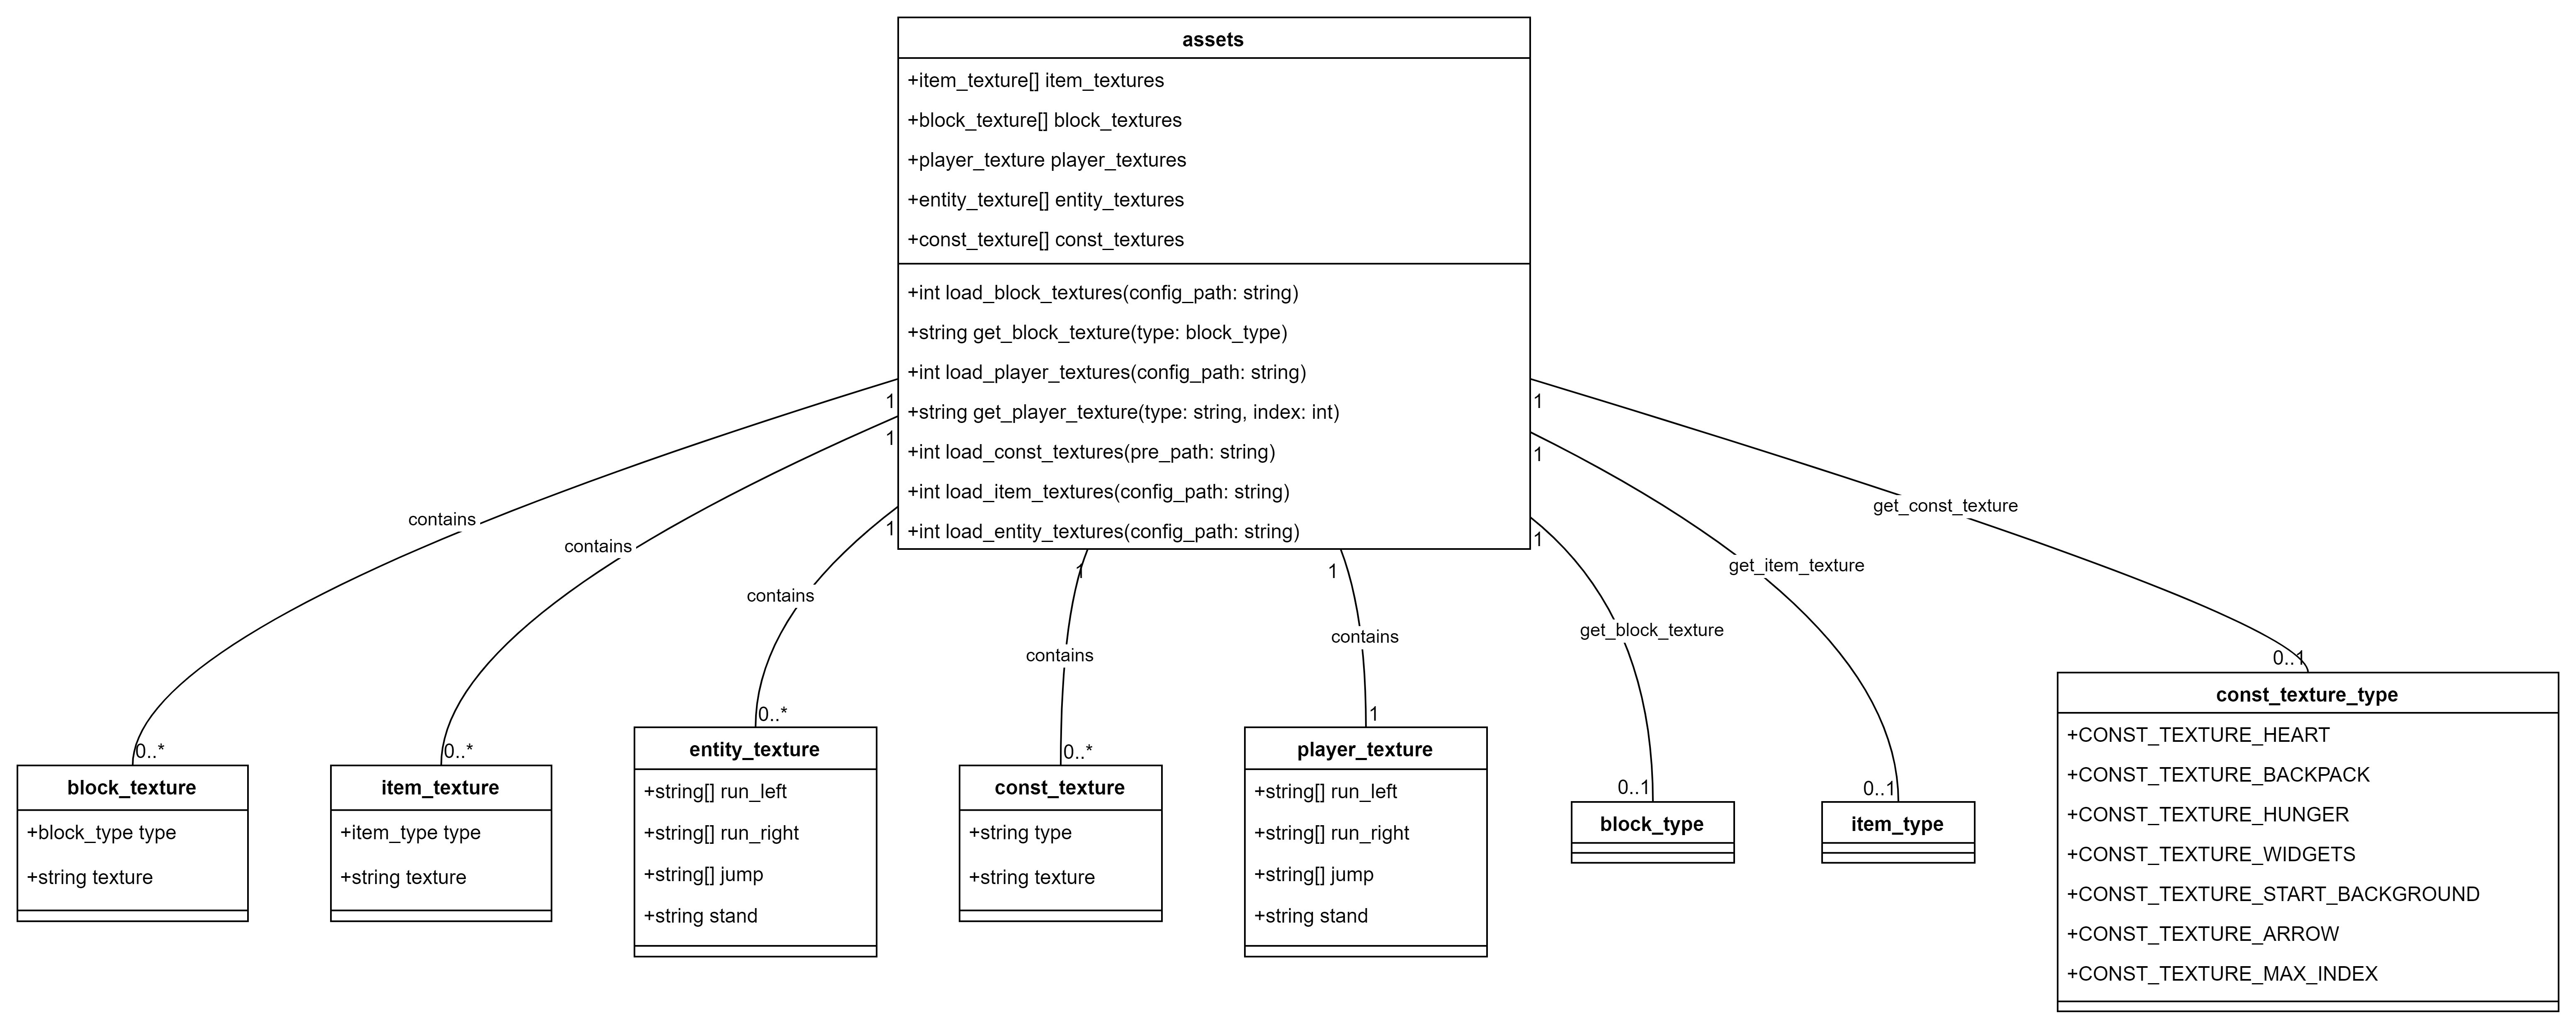 assets
+item_texture[] item_textures
+block_texture[] block_textures
+player_texture player_textures
+entity_texture[] entity_textures
+const_texture[] const_textures
+int load_block_textures(config_path: string)
+string get_block_texture(type: block_type)
+int load_player_textures(config_path: string)
+string get_player_texture(type: string, index: int)
+int load_const_textures(pre_path: string)
+int load_item_textures(config_path: string)
+int load_entity_textures(config_path: string)
1
1
1
1
1
1
1
1
contains
contains
contains
contains
contains
get_block_texture
get_item_texture
get_const_texture
0..*
0..*
0..*
0..*
1
0..1
0..1
0..1
block_texture
+block_type type
+string texture
item_texture
+item_type type
+string texture
entity_texture
+string[] run_left
+string[] run_right
+string[] jump
+string stand
const_texture
+string type
+string texture
player_texture
+string[] run_left
+string[] run_right
+string[] jump
+string stand
block_type
item_type
const_texture_type
+CONST_TEXTURE_HEART
+CONST_TEXTURE_BACKPACK
+CONST_TEXTURE_HUNGER
+CONST_TEXTURE_WIDGETS
+CONST_TEXTURE_START_BACKGROUND
+CONST_TEXTURE_ARROW
+CONST_TEXTURE_MAX_INDEX